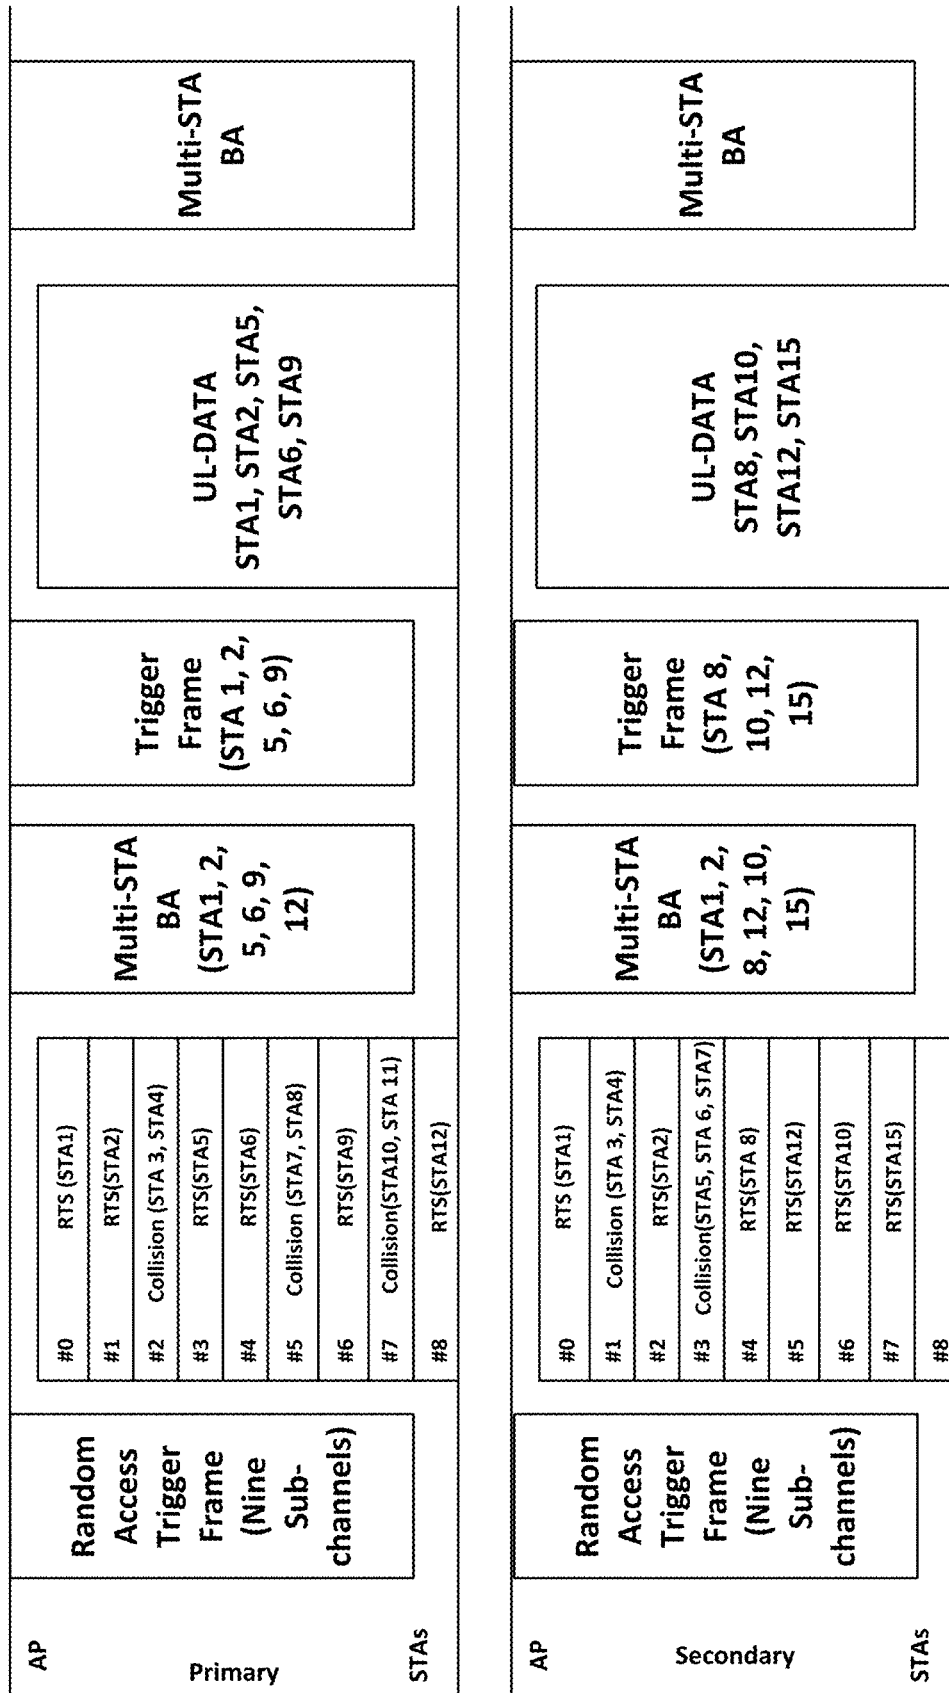 AP
Primary
STAs
Random
Access
Trigger
Frame
(Nine
Sub-
channels)
#0 RTS (STA1)
#1 RTS(STA2)
#2 Collision (STA 3, STA4)
#3 RTS(STA5)
#4 RTS(STA6)
#5 Collision (STA7, STA8)
#6 RTS(STA9)
#7 Collision(STA10, STA 11)
#8 RTS(STA12)
Multi-STA
BA
(STA1, 2,
5, 6, 9,
12)
Trigger
Frame
(STA 1, 2,
5, 6, 9)
UL-DATA
STA1, STA2, STA5,
STA6, STA9
Multi-STA
BA
AP
Secondary
STAs
Random
Access
Trigger
Frame
(Nine
Sub-
channels)
#0 RTS (STA1)
#1 Collision (STA 3, STA4)
#2 RTS(STA2)
#3 Collision(STA5, STA 6, STA7)
#4 RTS(STA 8)
#5 RTS(STA12)
#6 RTS(STA10)
#7 RTS(STA15)
#8
Multi-STA
BA
(STA1, 2,
8, 12, 10,
15)
Trigger
Frame
(STA 8,
10, 12,
15)
UL-DATA
STA8, STA10,
STA12, STA15
Multi-STA
BA